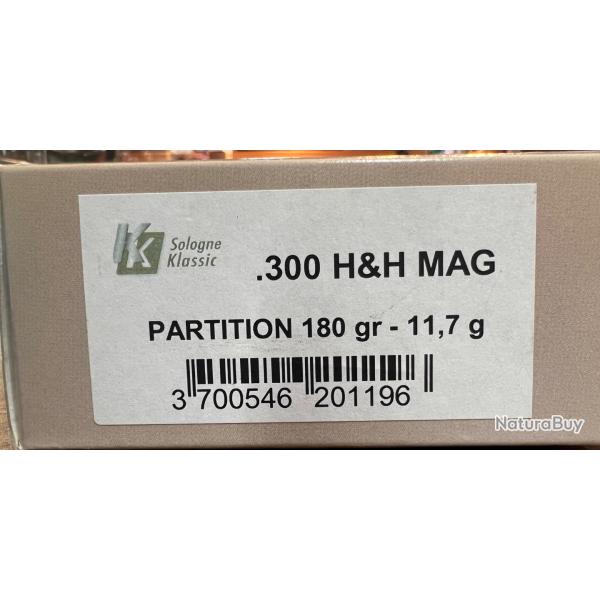 Sologne
Klassic
.300 H&H MAG
PARTITION 180 gr - 11,7 g
3 700546 201196
NaturaBuy